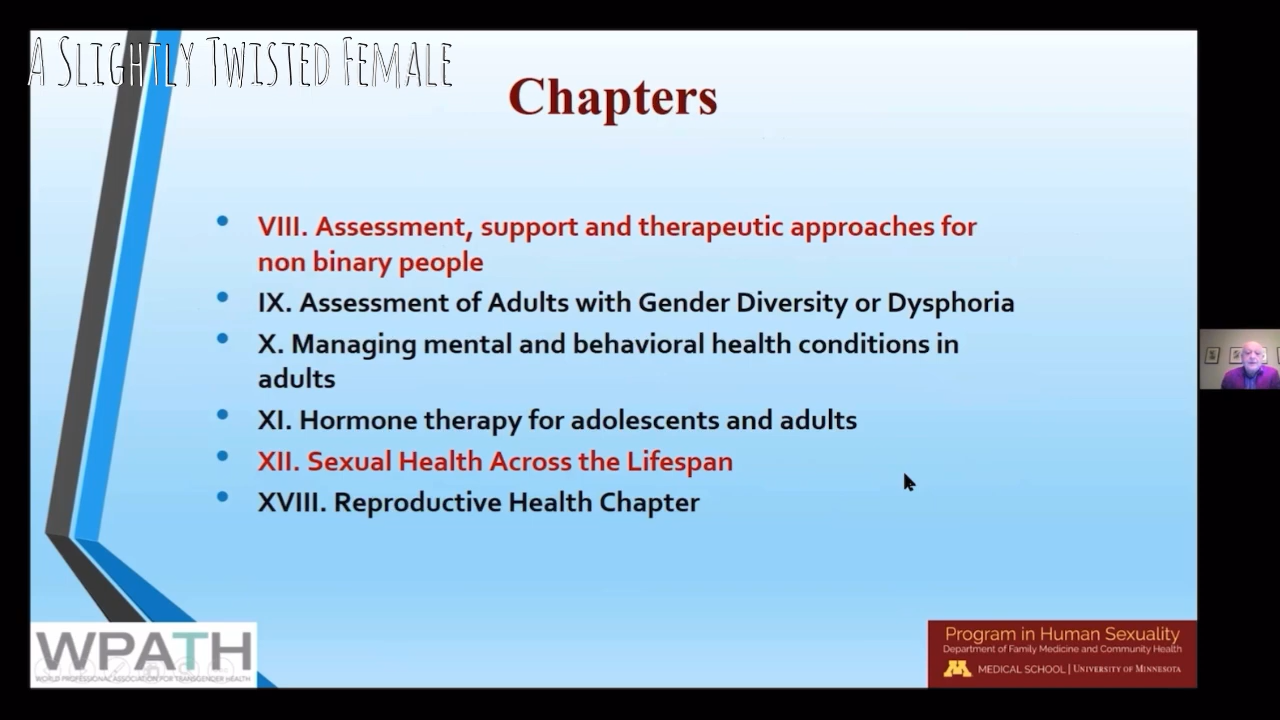 A Slightly Twisted Female
Chapters
• VIII. Assessment, support and therapeutic approaches for
non binary people
• IX. Assessment of Adults with Gender Diversity or Dysphoria
• X. Managing mental and behavioral health conditions in
adults
• XI. Hormone therapy for adolescents and adults
• XII. Sexual Health Across the Lifespan
• XVIII. Reproductive Health Chapter
WPATH
WORLD PROFESSIONAL ASSOCIATION FOR TRANSGENDER HEALTH
Program in Human Sexuality
Department of Family Medicine and Community Health
M MEDICAL SCHOOL | UNIVERSITY OF MINNESOTA